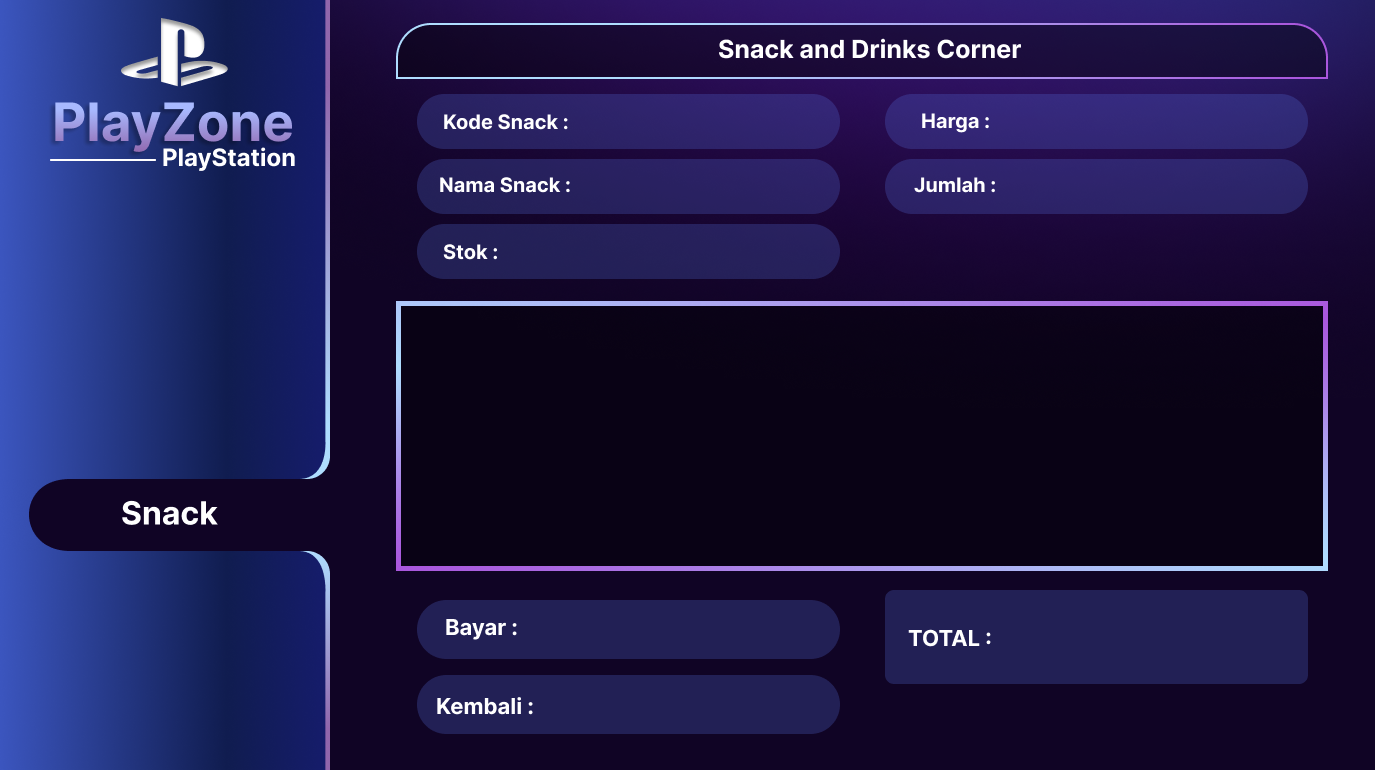 PlayZone
PlayStation
Snack
Snack and Drinks Corner
Kode Snack :
Harga :
Nama Snack :
Jumlah :
Stok :
Bayar :
TOTAL :
Kembali :